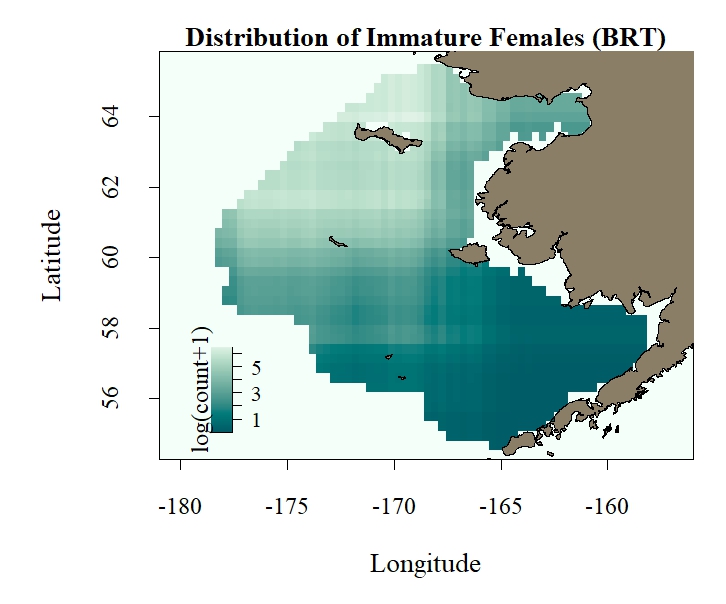 Distribution of Immature Females (BRT)
Latitude
64
62
60
58
56
log(count+1)
5
3
1
-180 -175 -170 -165 -160
Longitude